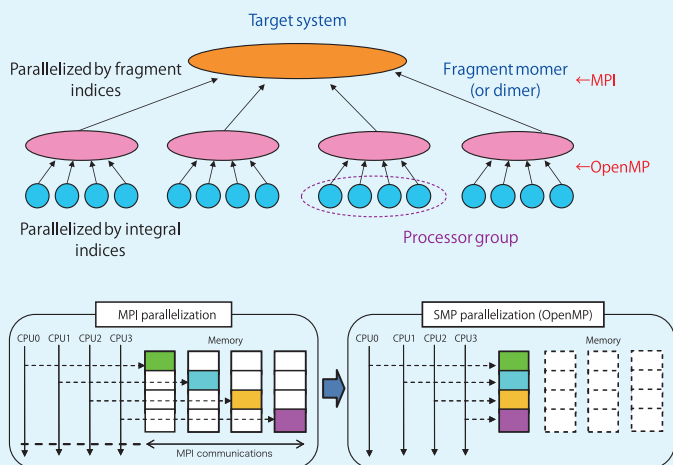 Target system
Parallelized by fragment
indices
Fragment momer
(or dimer)
←MPI
←OpenMP
Parallelized by integral
indices
Processor group
MPI parallelization
CPU0 CPU1 CPU2 CPU3 Memory
MPI communications
SMP parallelization (OpenMP)
CPU0 CPU1 CPU2 CPU3 Memory